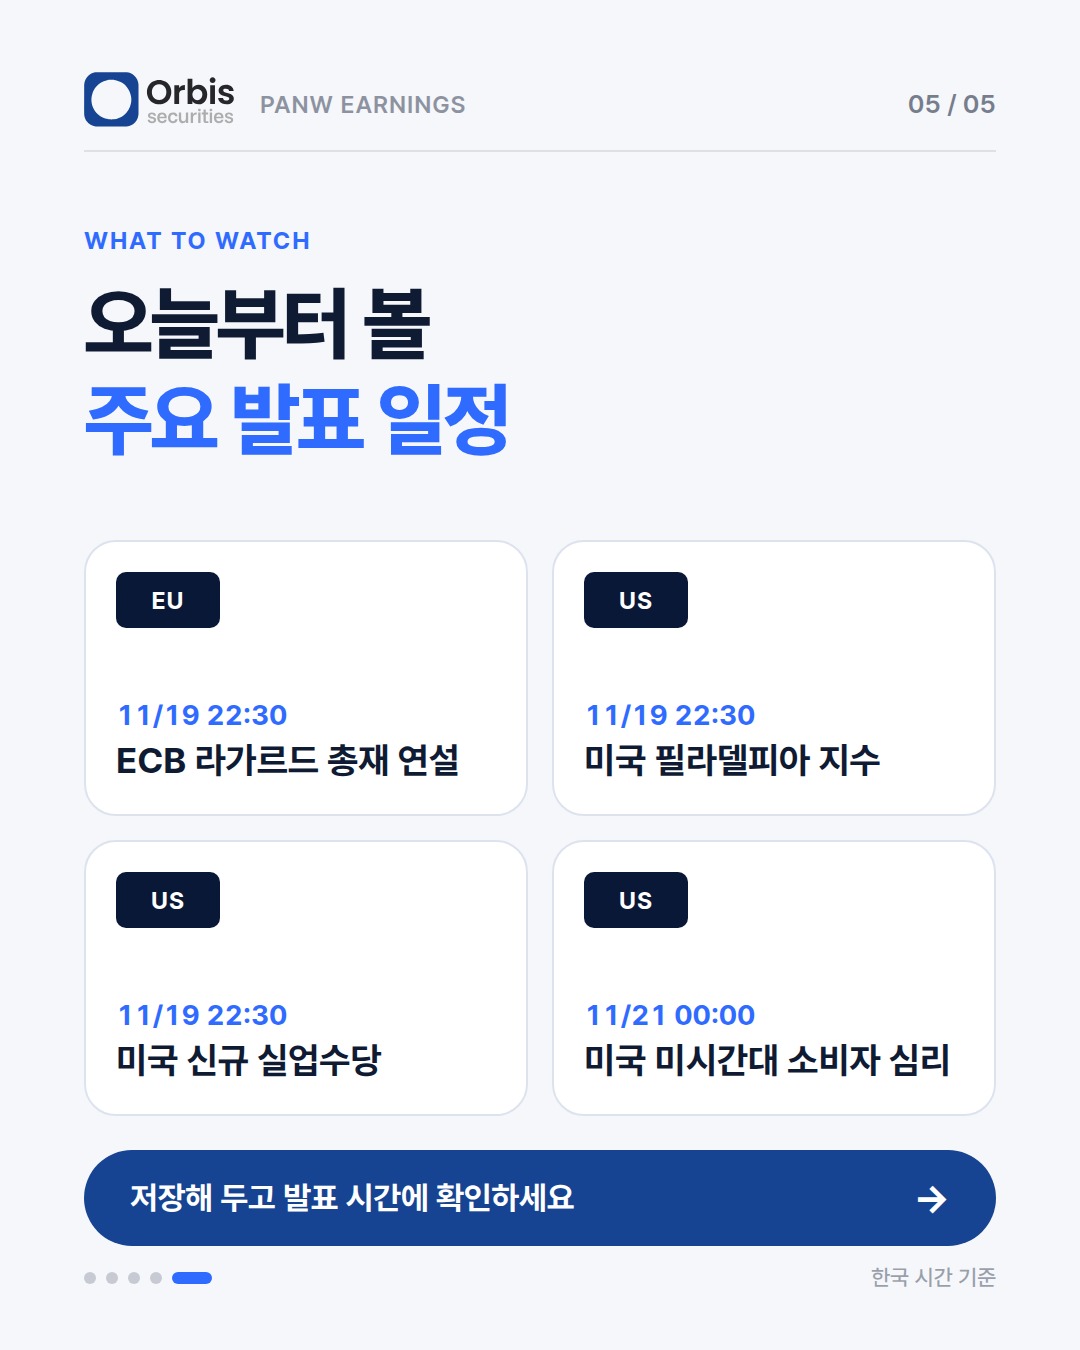 Orbis
securities
PANW EARNINGS
05 / 05
WHAT TO WATCH
오늘부터 볼
주요 발표 일정
EU
11/19 22:30
ECB 라가르드 총재 연설
US
11/19 22:30
미국 필라델피아 지수
US
11/19 22:30
미국 신규 실업수당
US
11/21 00:00
미국 미시간대 소비자 심리
저장해 두고 발표 시간에 확인하세요 →
한국 시간 기준